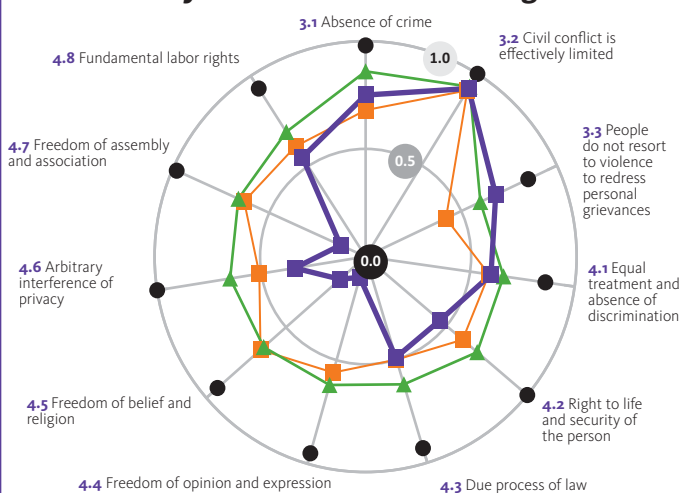 3.1 Absence of crime
3.2 Civil conflict is
effectively limited
1.0
4.8 Fundamental labor rights
3.3 People
do not resort
to violence
to redress
personal
grievances
4.7 Freedom of assembly
and association
0.5
0.0
4.6 Arbitrary
interference of
privacy
4.1 Equal
treatment and
absence of
discrimination
4.5 Freedom of belief and
religion
4.2 Right to life
and security of
the person
4.4 Freedom of opinion and expression
4.3 Due process of law